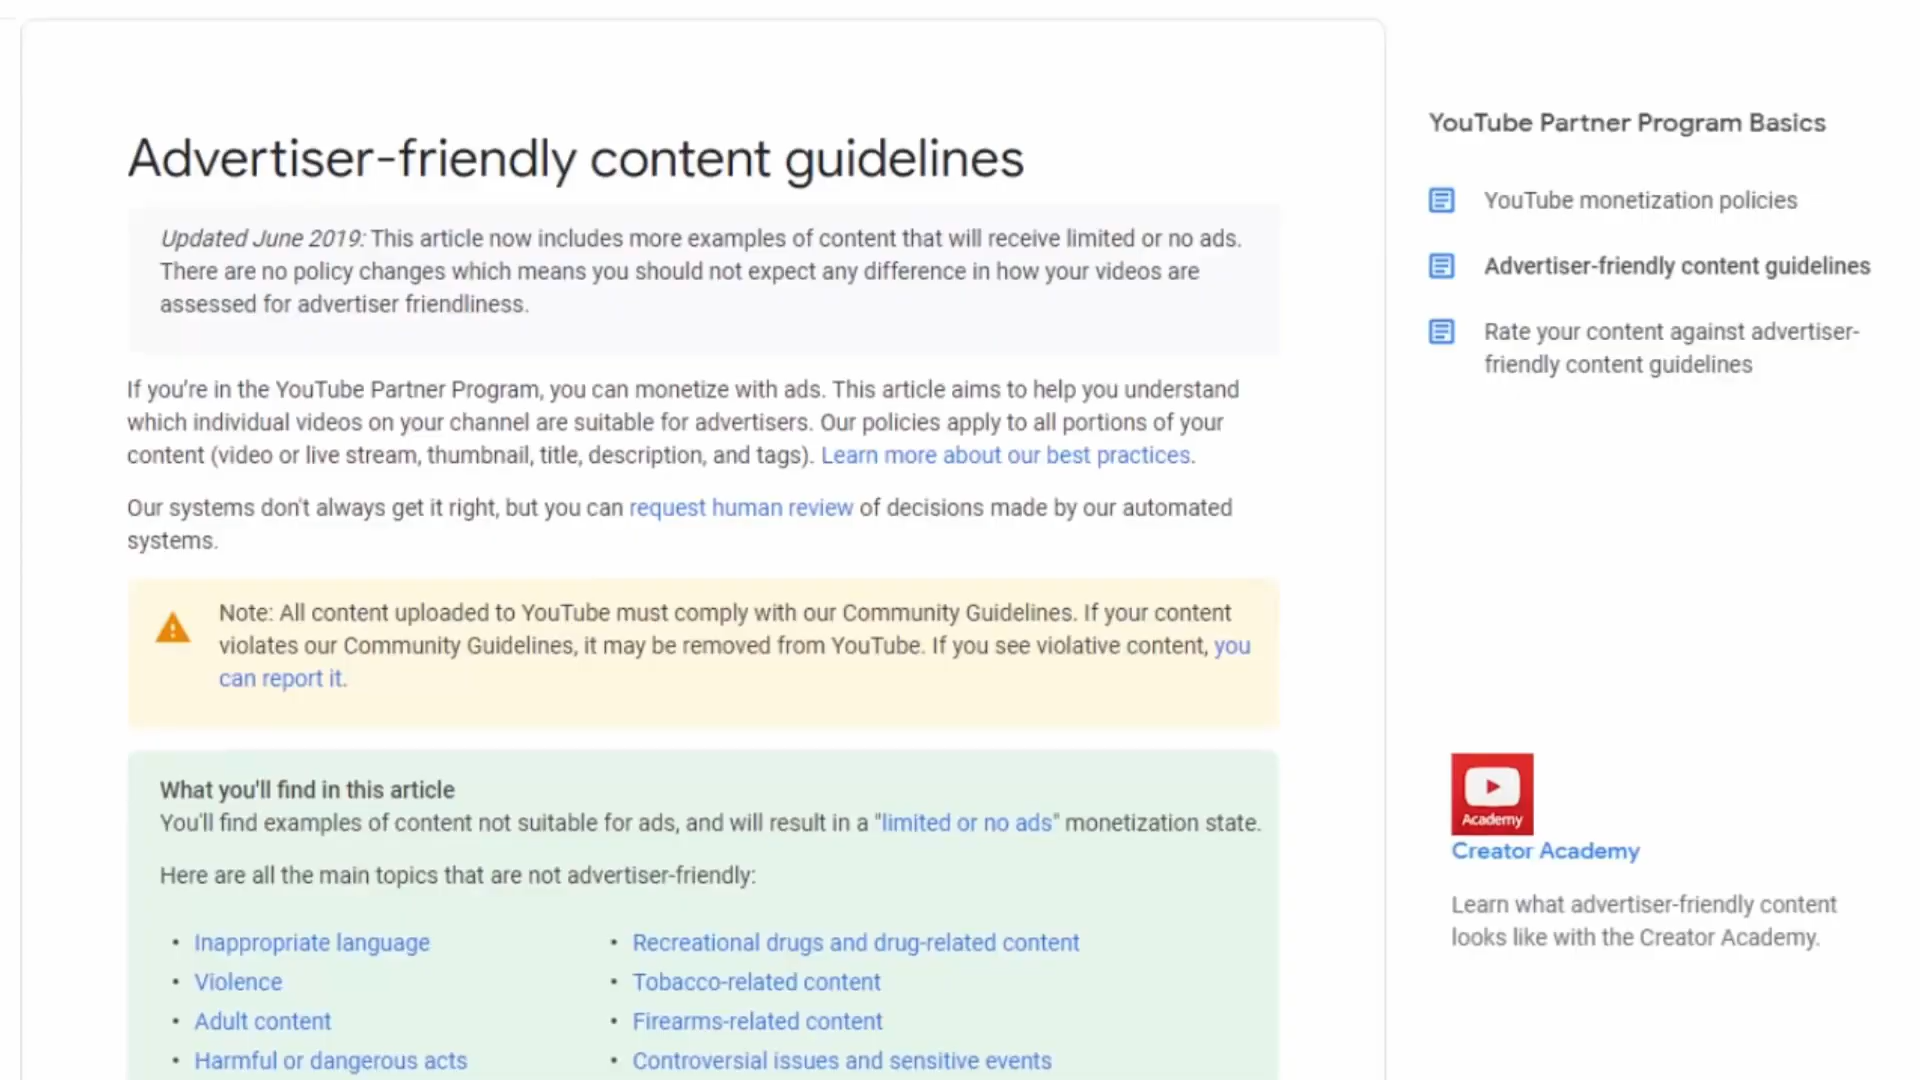 Advertiser-friendly content guidelines
Updated June 2019: This article now includes more examples of content that will receive limited or no ads.
There are no policy changes which means you should not expect any difference in how your videos are
assessed for advertiser friendliness.
If you're in the YouTube Partner Program, you can monetize with ads. This article aims to help you understand
which individual videos on your channel are suitable for advertisers. Our policies apply to all portions of your
content (video or live stream, thumbnail, title, description, and tags). Learn more about our best practices.
Our systems don't always get it right, but you can request human review of decisions made by our automated
systems.
Note: All content uploaded to YouTube must comply with our Community Guidelines. If your content
violates our Community Guidelines, it may be removed from YouTube. If you see violative content, you
can report it.
What you'll find in this article
You'll find examples of content not suitable for ads, and will result in a "limited or no ads" monetization state.
Here are all the main topics that are not advertiser-friendly:
• Inappropriate language
• Violence
• Adult content
• Harmful or dangerous acts
• Recreational drugs and drug-related content
• Tobacco-related content
• Firearms-related content
• Controversial issues and sensitive events
YouTube Partner Program Basics
YouTube monetization policies
Advertiser-friendly content guidelines
Rate your content against advertiser-
friendly content guidelines
Academy
Creator Academy
Learn what advertiser-friendly content
looks like with the Creator Academy.